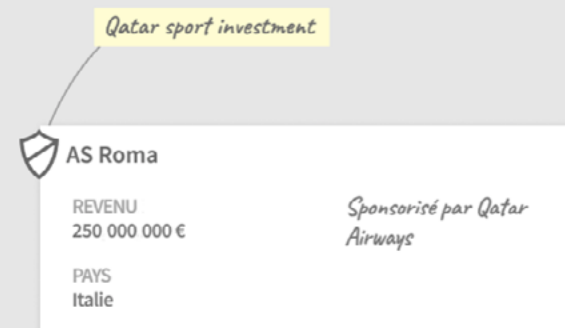 Qatar sport investment
AS Roma
REVENU
250 000 000 €
Sponsorisé par Qatar
Airways
PAYS
Italie